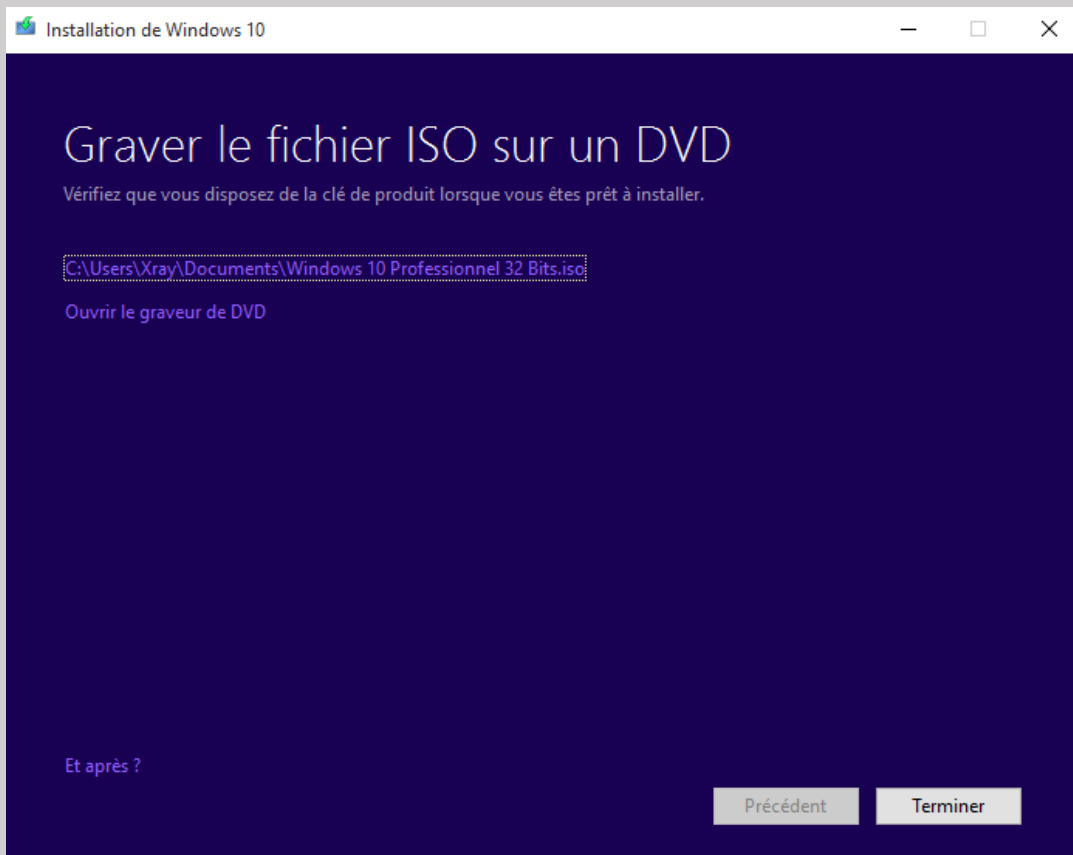 Installation de Windows 10
Graver le fichier ISO sur un DVD
Vérifiez que vous disposez de la clé de produit lorsque vous êtes prêt à installer.
C:\Users\Xray\Documents\Windows 10 Professionnel 32 Bits.iso
Ouvrir le graveur de DVD
Et après ?
Précédent
Terminer